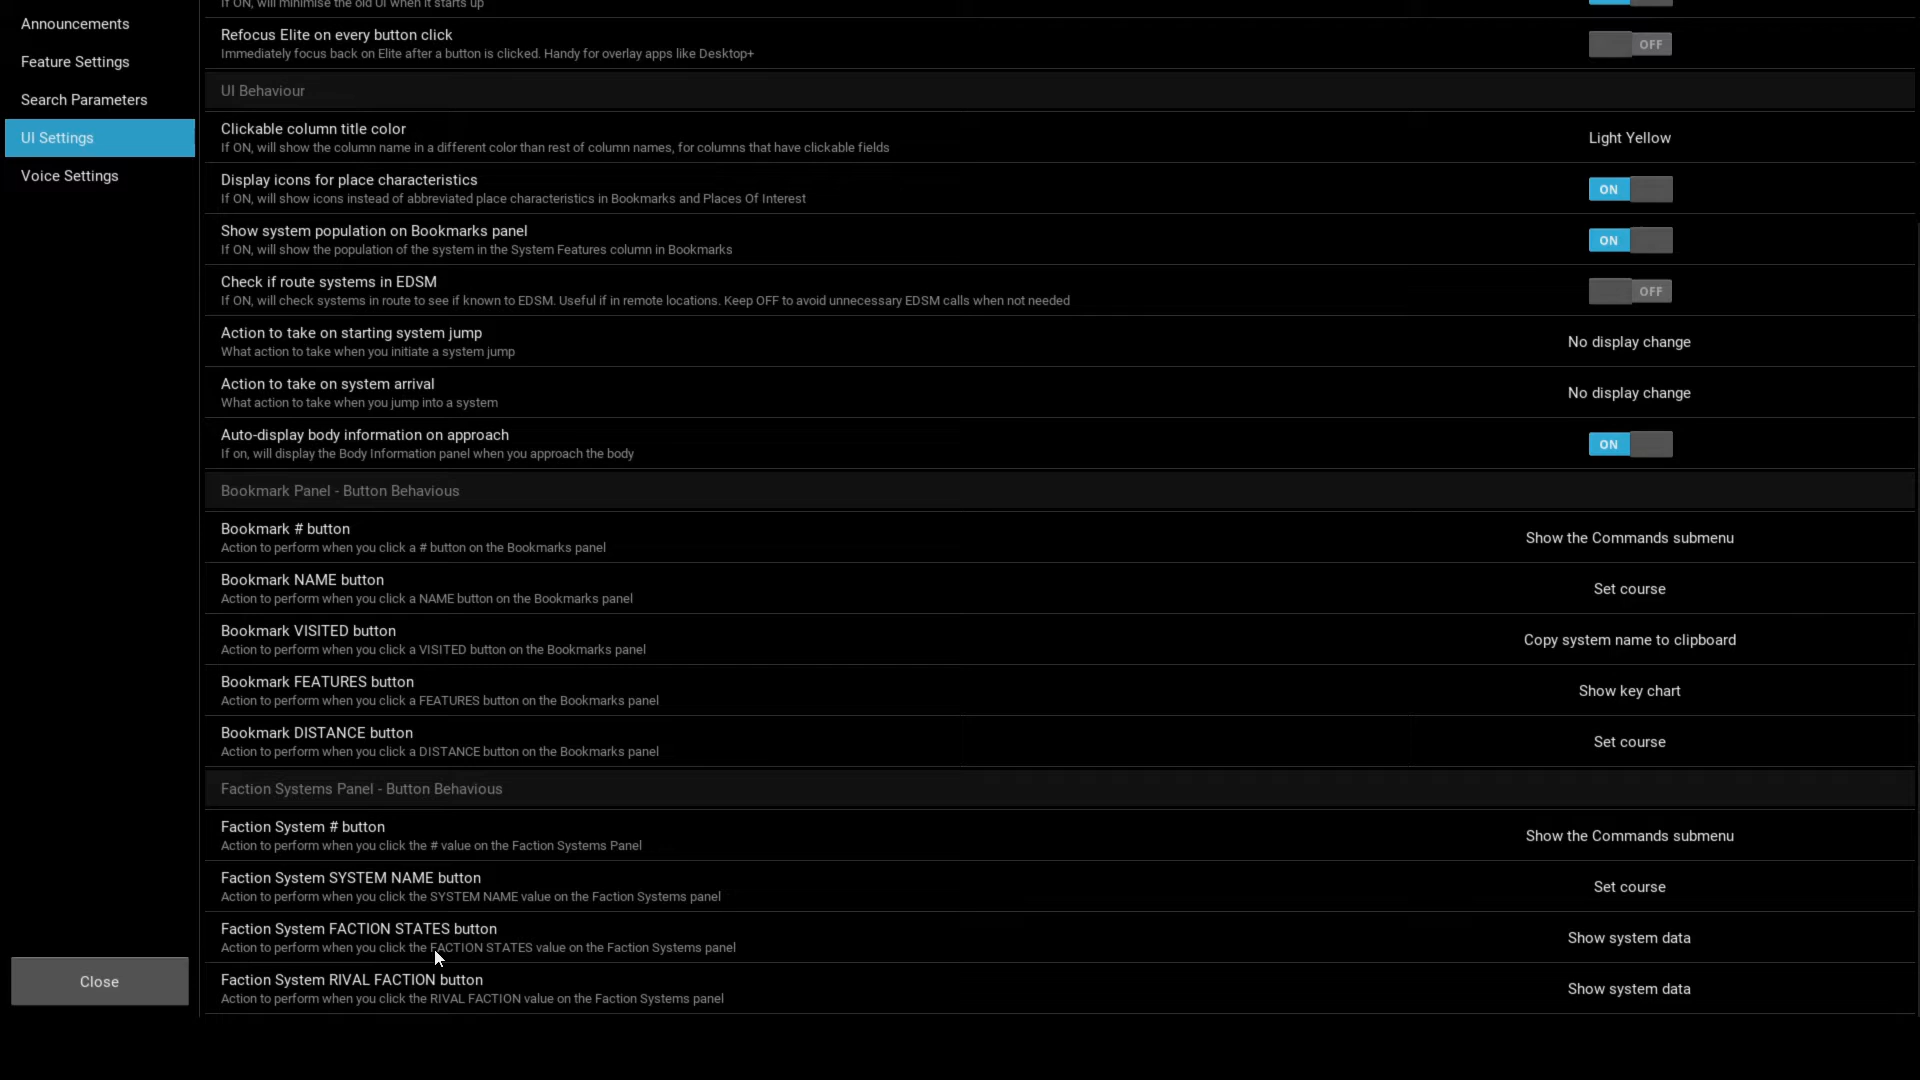 Announcements
Feature Settings
Search Parameters
UI Settings
Voice Settings
Close
If ON, will minimise the old UI when it starts up
Refocus Elite on every button click
Immediately focus back on Elite after a button is clicked. Handy for overlay apps like Desktop+
OFF
UI Behaviour
Clickable column title color
If ON, will show the column name in a different color than rest of column names, for columns that have clickable fields
Light Yellow
Display icons for place characteristics
If ON, will show icons instead of abbreviated place characteristics in Bookmarks and Places Of Interest
ON
Show system population on Bookmarks panel
If ON, will show the population of the system in the System Features column in Bookmarks
ON
Check if route systems in EDSM
If ON, will check systems in route to see if known to EDSM. Useful if in remote locations. Keep OFF to avoid unnecessary EDSM calls when not needed
OFF
Action to take on starting system jump
What action to take when you initiate a system jump
No display change
Action to take on system arrival
What action to take when you jump into a system
No display change
Auto-display body information on approach
If on, will display the Body Information panel when you approach the body
ON
Bookmark Panel - Button Behavious
Bookmark # button
Action to perform when you click a # button on the Bookmarks panel
Show the Commands submenu
Bookmark NAME button
Action to perform when you click a NAME button on the Bookmarks panel
Set course
Bookmark VISITED button
Action to perform when you click a VISITED button on the Bookmarks panel
Copy system name to clipboard
Bookmark FEATURES button
Action to perform when you click a FEATURES button on the Bookmarks panel
Show key chart
Bookmark DISTANCE button
Action to perform when you click a DISTANCE button on the Bookmarks panel
Set course
Faction Systems Panel - Button Behavious
Faction System # button
Action to perform when you click the # value on the Faction Systems Panel
Show the Commands submenu
Faction System SYSTEM NAME button
Action to perform when you click the SYSTEM NAME value on the Faction Systems panel
Set course
Faction System FACTION STATES button
Action to perform when you click the FACTION STATES value on the Faction Systems panel
Show system data
Faction System RIVAL FACTION button
Action to perform when you click the RIVAL FACTION value on the Faction Systems panel
Show system data